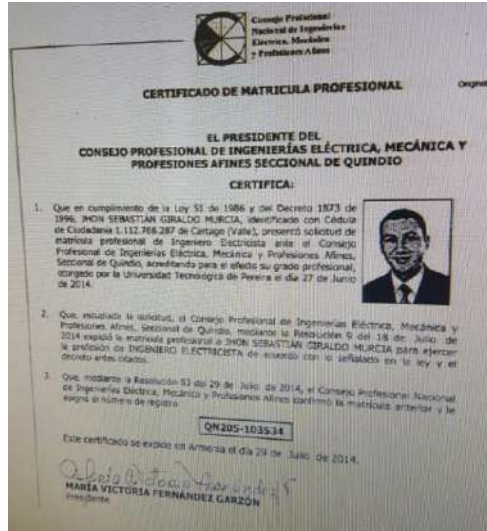 Consejo Profesional
Nacional de Ingenierías
Eléctrica, Mecánica
y Profesiones Afines
CERTIFICADO DE MATRICULA PROFESIONAL
Original
EL PRESIDENTE DEL
CONSEJO PROFESIONAL DE INGENIERÍAS ELÉCTRICA, MECÁNICA Y
PROFESIONES AFINES SECCIONAL DE QUINDIO
CERTIFICA:
1. Que en cumplimiento de la Ley 51 de 1986 y del Decreto 1873 de
1996, JHON SEBASTIAN GIRALDO MURCIA, identificado con Cédula
de Ciudadanía 1.112.768.287 de Cartago (Valle), presentó solicitud de
matrícula profesional de Ingeniero Electricista ante el Consejo
Profesional de Ingenierías Eléctrica, Mecánica y Profesiones Afines,
Seccional de Quindio, acreditando para el efecto su grado profesional,
otorgado por la Universidad Tecnológica de Pereira el día 27 de Junio
de 2014.
2. Que, estudiada la solicitud, el Consejo Profesional de Ingenierías Eléctrica, Mecánica y
Profesiones Afines, Seccional de Quindio, mediante la Resolución 9 del 18 de Julio de
2014 expidió la matrícula profesional a JHON SEBASTIAN GIRALDO MURCIA para ejercer
la profesión de INGENIERO ELECTRICISTA de acuerdo con lo señalado en la ley y el
decreto antes citados.
3. Que, mediante la Resolución 83 del 29 de Julio de 2014, el Consejo Profesional Nacional
de Ingenierías Eléctrica, Mecánica y Profesiones Afines confirmó la matrícula anterior y le
asignó el número de registro:
QN205-103534
Este certificado se expide en Armenia el día 29 de Julio de 2014.
MARÍA VICTORIA FERNÁNDEZ GARZÓN
Presidente